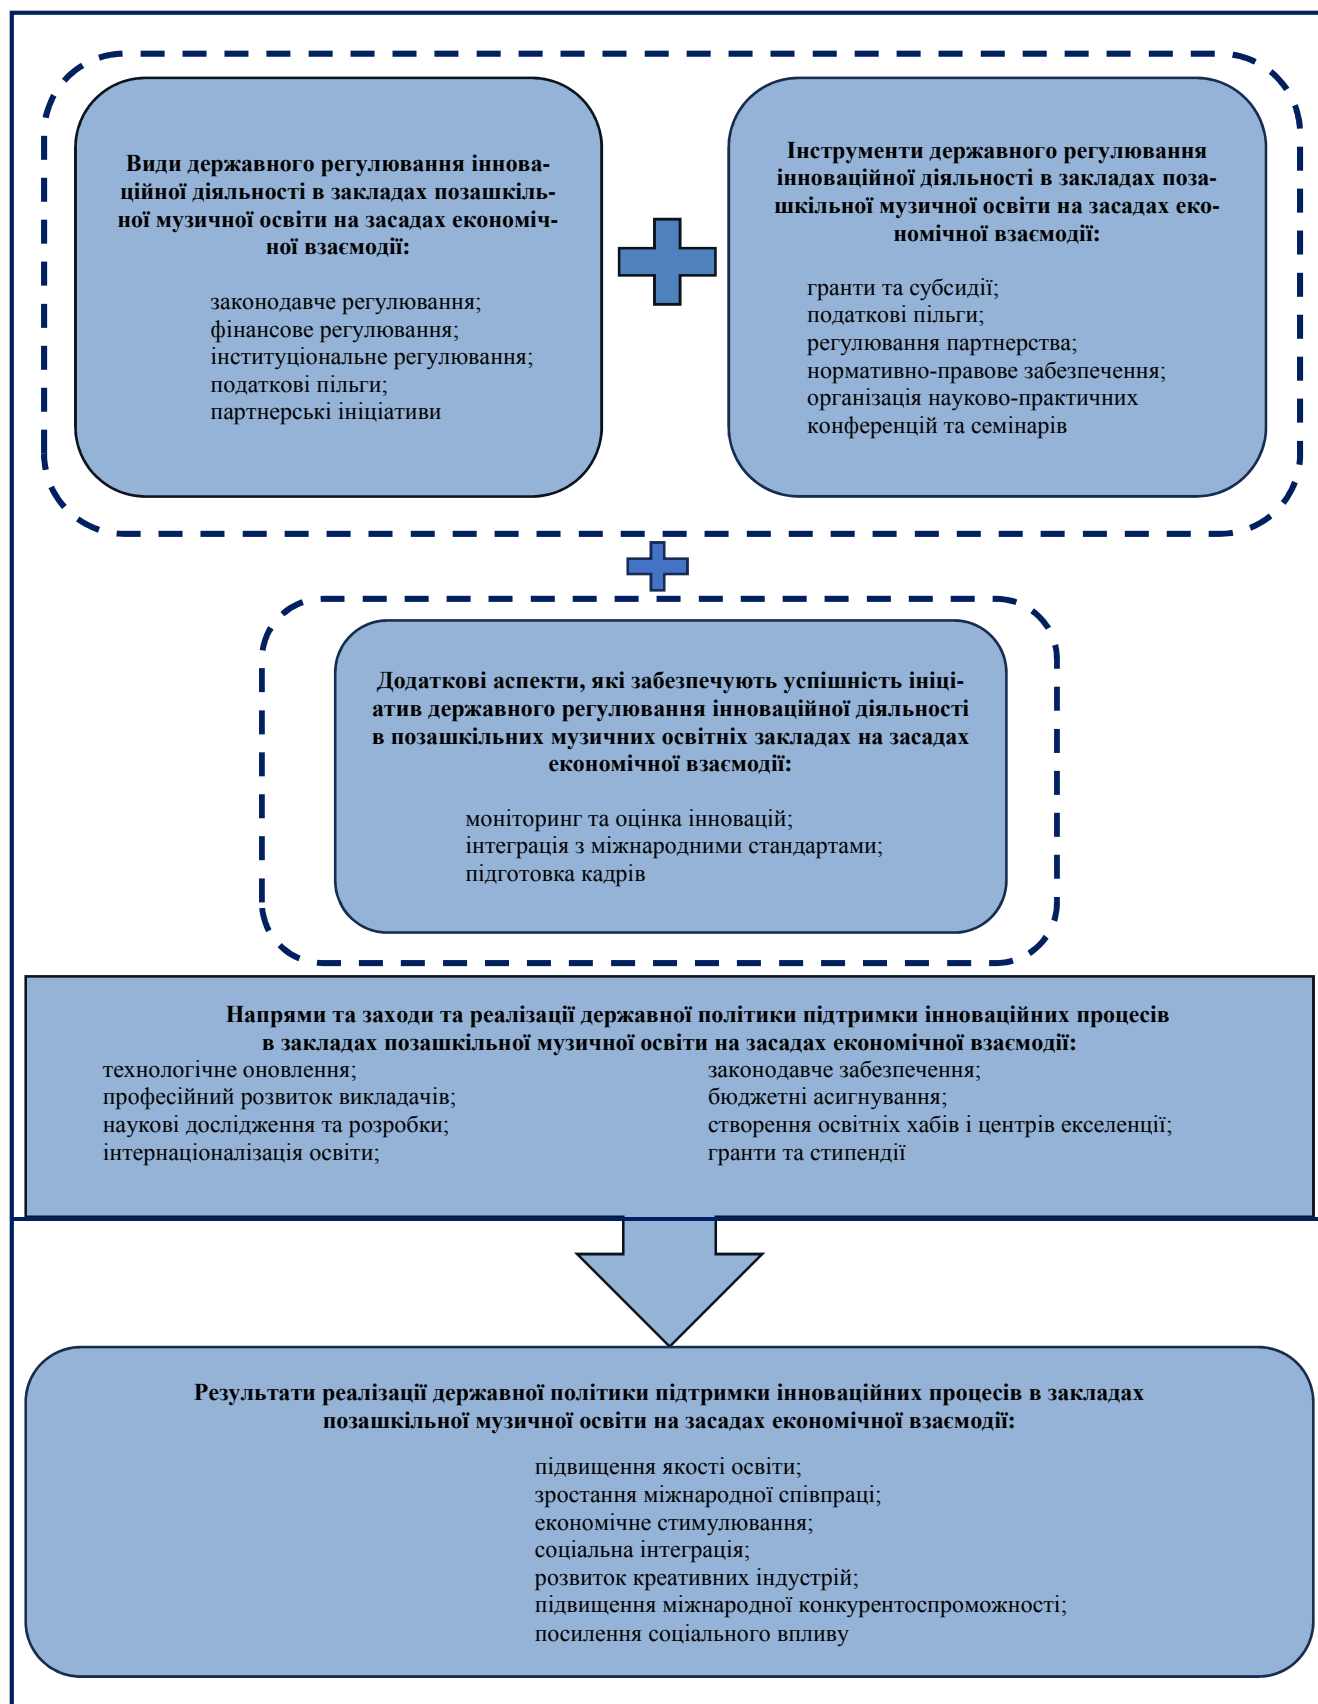 Види державного регулювання іннова-
ційної діяльності в закладах позашкіль-
ної музичної освіти на засадах економіч-
ної взаємодії:
законодавче регулювання;
фінансове регулювання;
інституціональне регулювання;
податкові пільги;
партнерські ініціативи
Інструменти державного регулювання
інноваційної діяльності в закладах поза-
шкільної музичної освіти на засадах еко-
номічної взаємодії:
гранти та субсидії;
податкові пільги;
регулювання партнерства;
нормативно-правове забезпечення;
організація науково-практичних
конференцій та семінарів
Додаткові аспекти, які забезпечують успішність ініці-
атив державного регулювання інноваційної діяльності
в позашкільних музичних освітніх закладах на засадах
економічної взаємодії:
моніторинг та оцінка інновацій;
інтеграція з міжнародними стандартами;
підготовка кадрів
Напрями та заходи та реалізації державної політики підтримки інноваційних процесів
в закладах позашкільної музичної освіти на засадах економічної взаємодії:
технологічне оновлення;
професійний розвиток викладачів;
наукові дослідження та розробки;
інтернаціоналізація освіти;
законодавче забезпечення;
бюджетні асигнування;
створення освітніх хабів і центрів екселенції;
гранти та стипендії
Результати реалізації державної політики підтримки інноваційних процесів в закладах
позашкільної музичної освіти на засадах економічної взаємодії:
підвищення якості освіти;
зростання міжнародної співпраці;
економічне стимулювання;
соціальна інтеграція;
розвиток креативних індустрій;
підвищення міжнародної конкурентоспроможності;
посилення соціального впливу